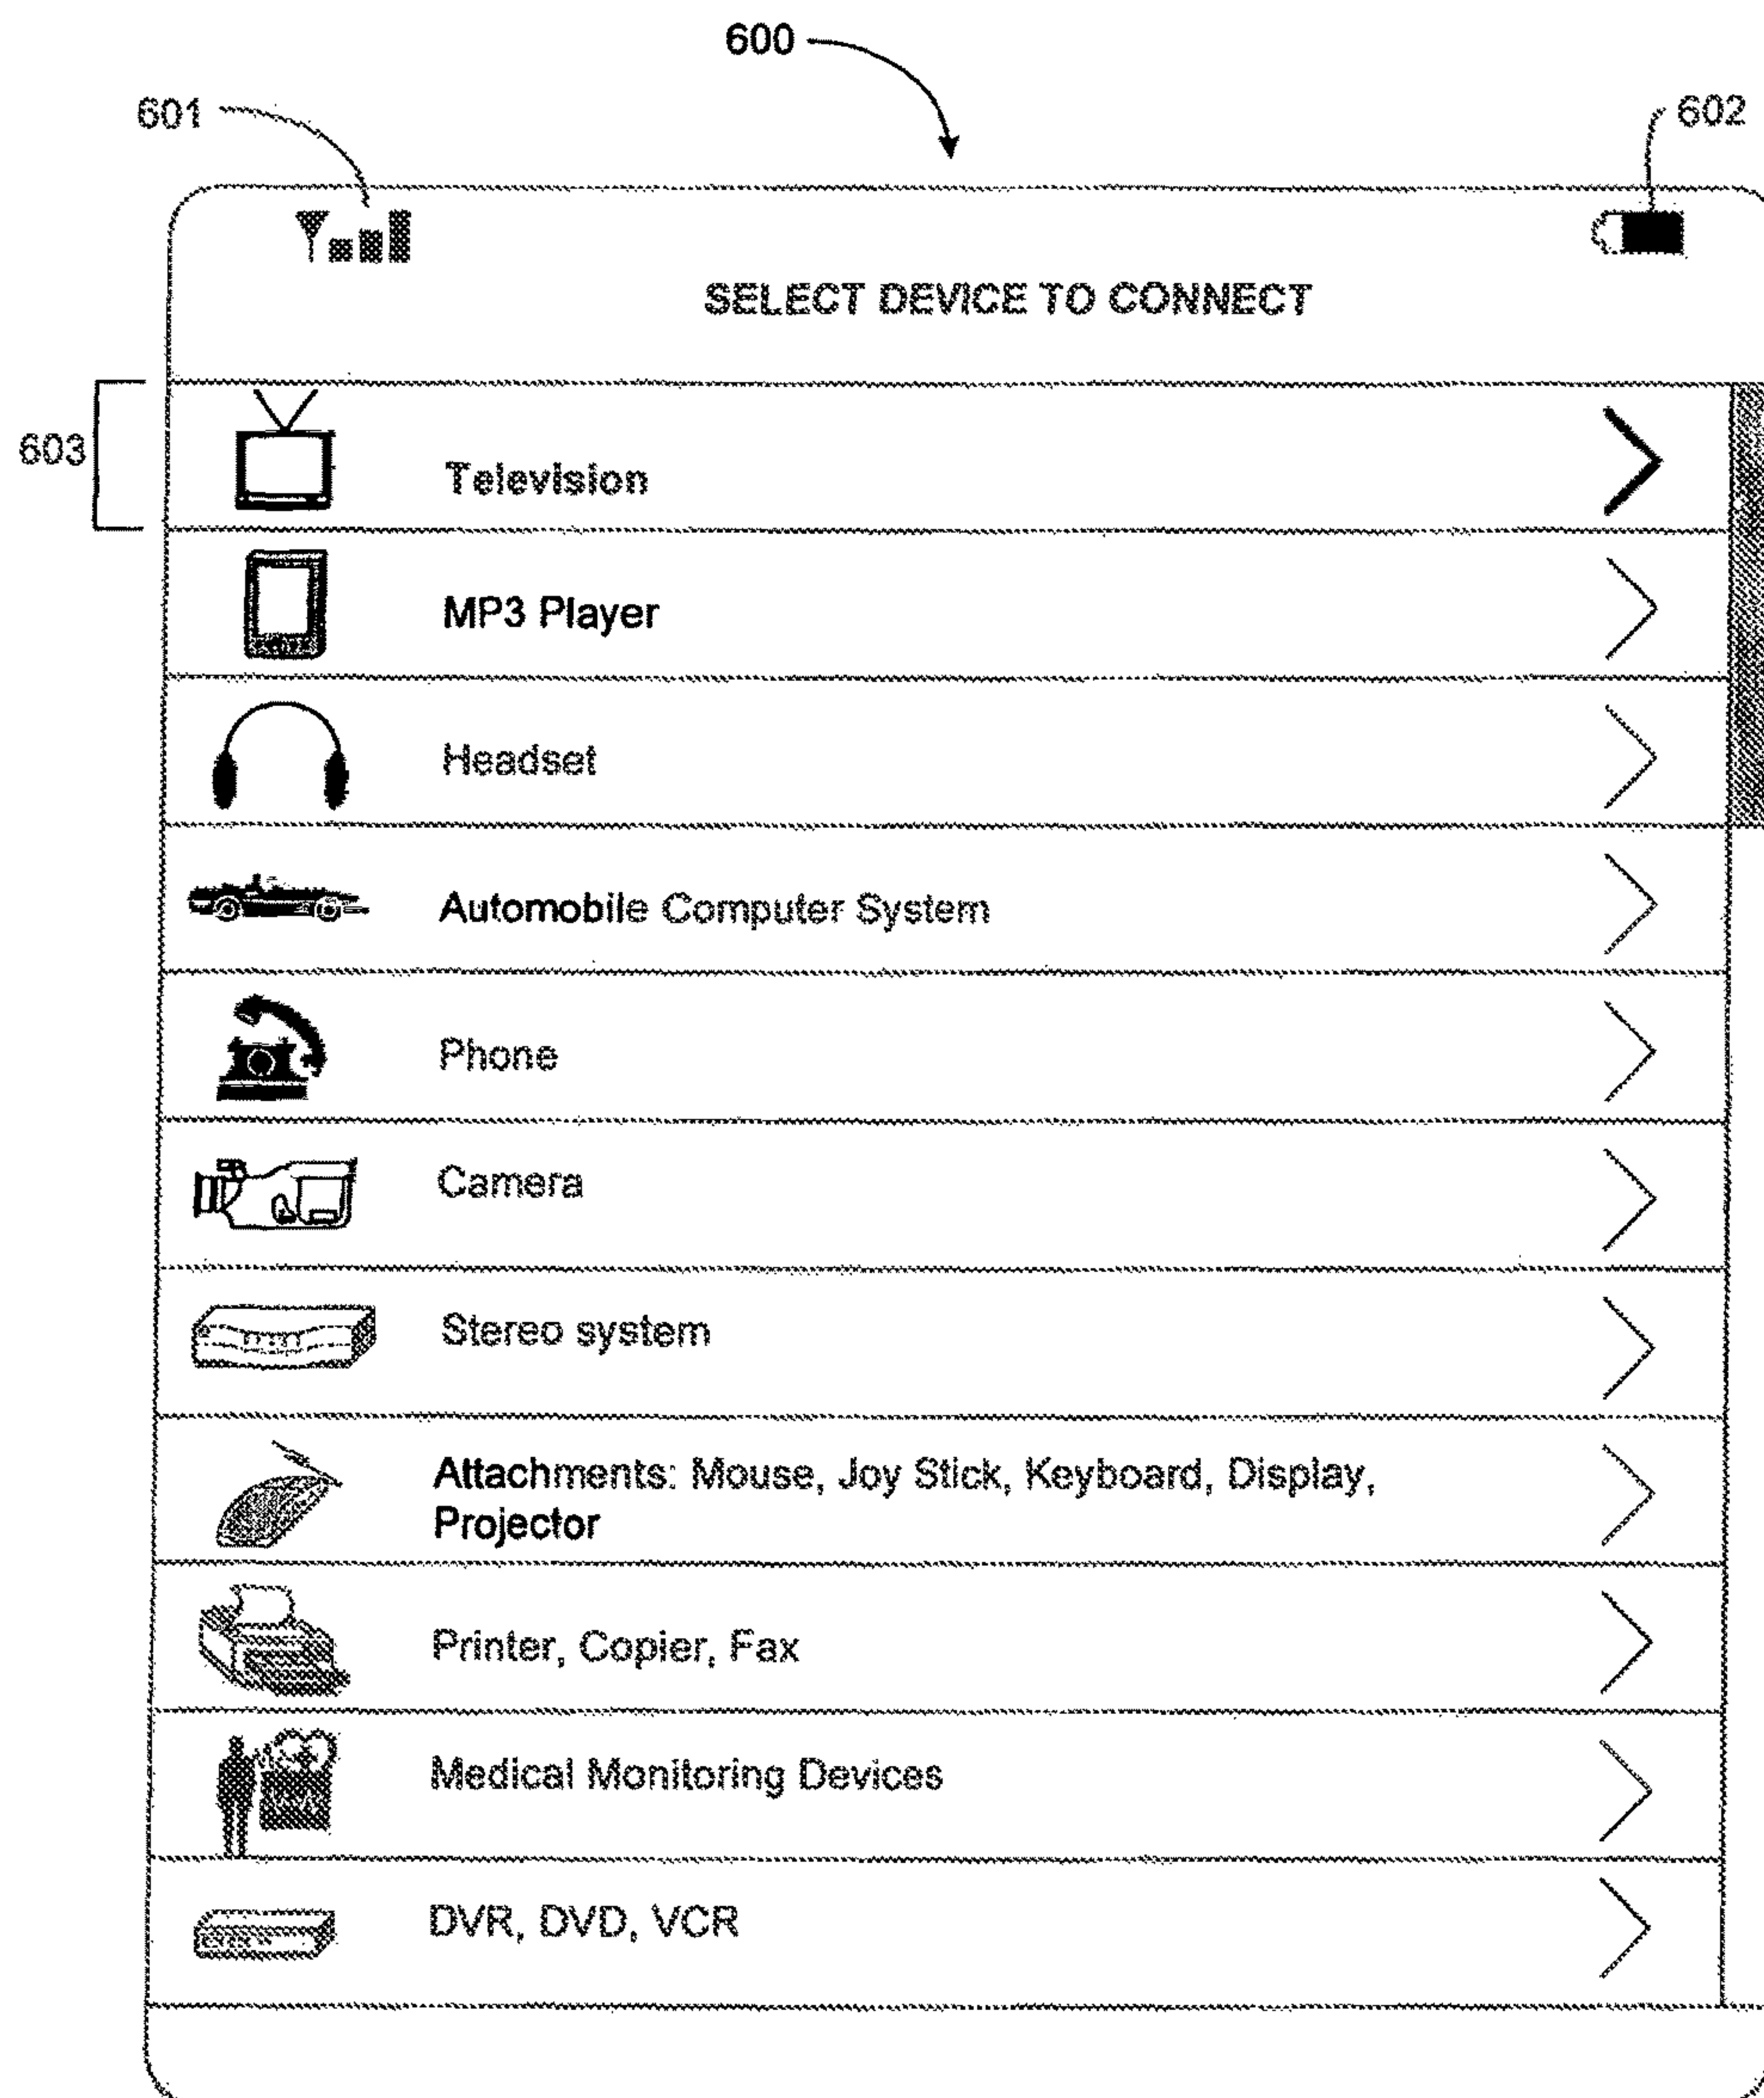 600
601
602
SELECT DEVICE TO CONNECT
603
Television
MP3 Player
Headset
Automobile Computer System
Phone
Camera
Stereo system
Attachments: Mouse, Joy Stick, Keyboard, Display,
Projector
Printer, Copier, Fax
Medical Monitoring Devices
DVR, DVD, VCR